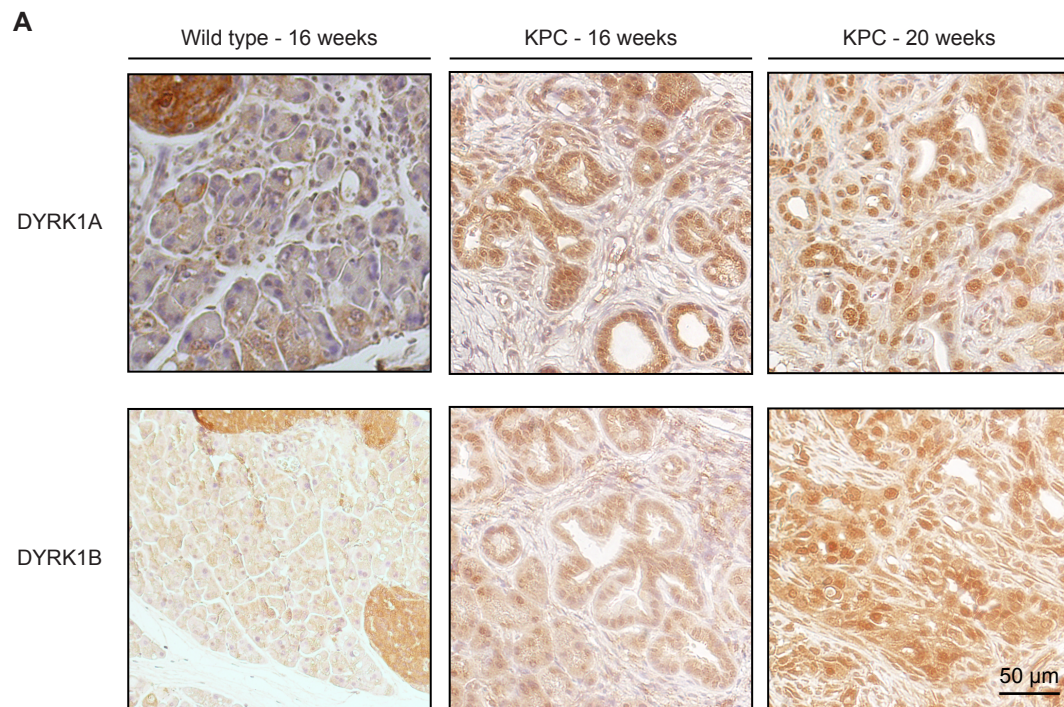 A
Wild type - 16 weeks
KPC - 16 weeks
KPC - 20 weeks
DYRK1A
DYRK1B
50 µm